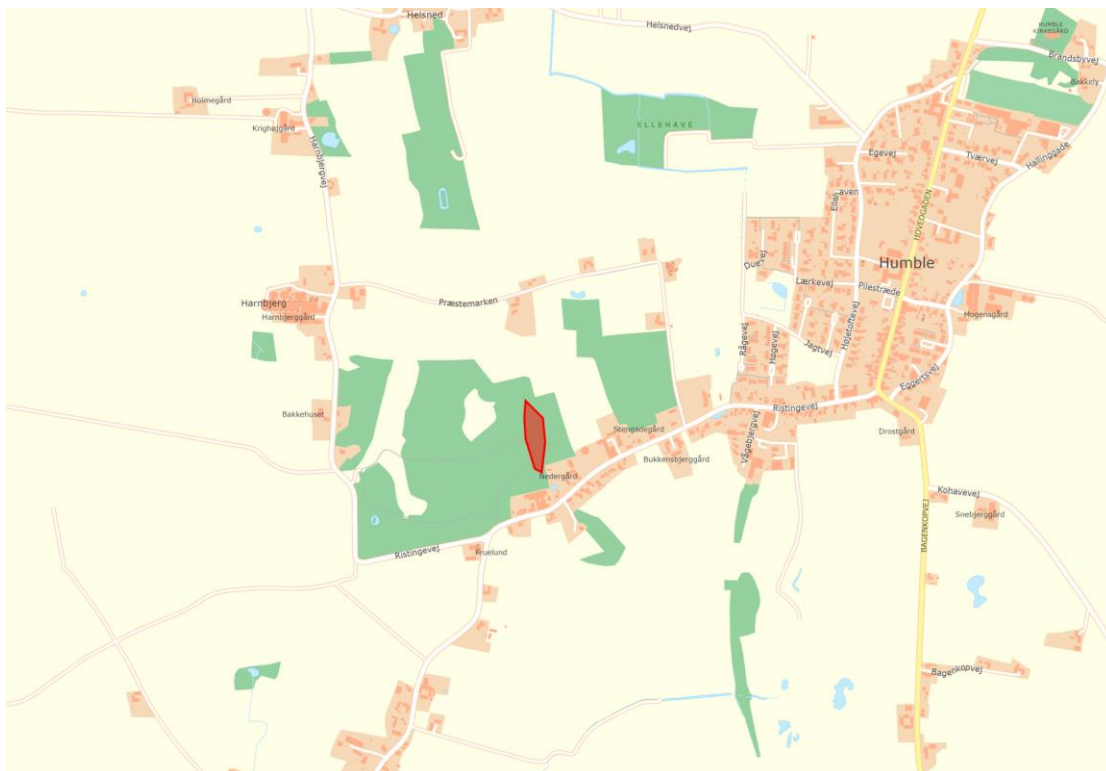 Helsned
Helsnedvej
HUMBLE
KIRKEGÅRD
Brandsbyvej
Bakkely
Holmegård
Krighøjgård
Harnbjergvej
ELLEHAVE
Egevej
Tværvej
Hallinggade
Ellehaven
HOVEDGADEN
Duevej
Humble
Lærkevej
Pilestræde
Præstemarken
Harnbjerg
Harnbjerggård
Mogensgård
Rågevej
Høgevej
Jagtvej
Højetoftevej
Eggertsvej
Bakkehuset
Ristingevej
Stengadegård
Vågebjergvej
Drostgård
Bukkensbjerggård
Nedergård
Kohavevej
Snebjerggård
BAGENKOPVEJ
Ristingevej
Fruelund
Bagenkopvej